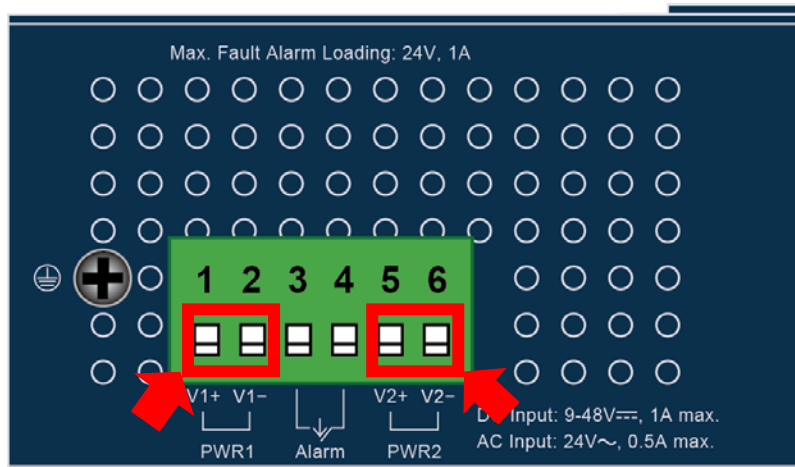 Max. Fault Alarm Loading: 24V, 1A
1 2 3 4 5 6
V1+ V1− V2+ V2−
PWR1 Alarm PWR2
Input: 9-48V⎓, 1A max.
AC Input: 24V~, 0.5A max.